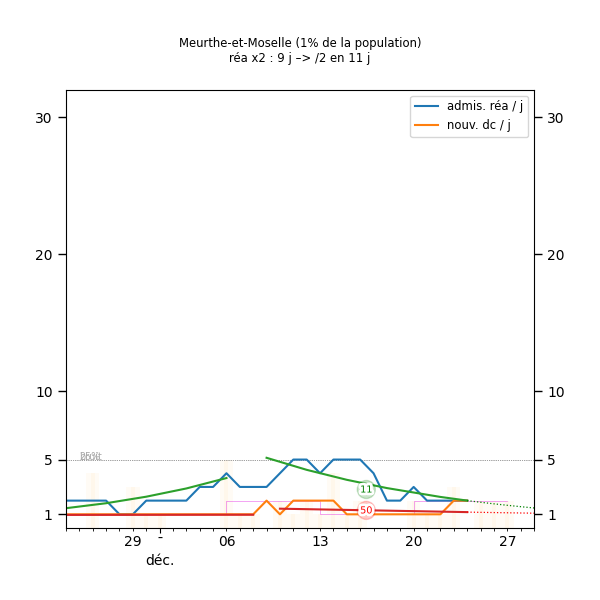 Meurthe-et-Moselle (1% de la population)
réa x2 : 9 j –> /2 en 11 j
admis. réa / j
nouv. dc / j
30 30
20 20
10 10
5 5
1 1
11
50
29 - 06 13 20 27
déc.